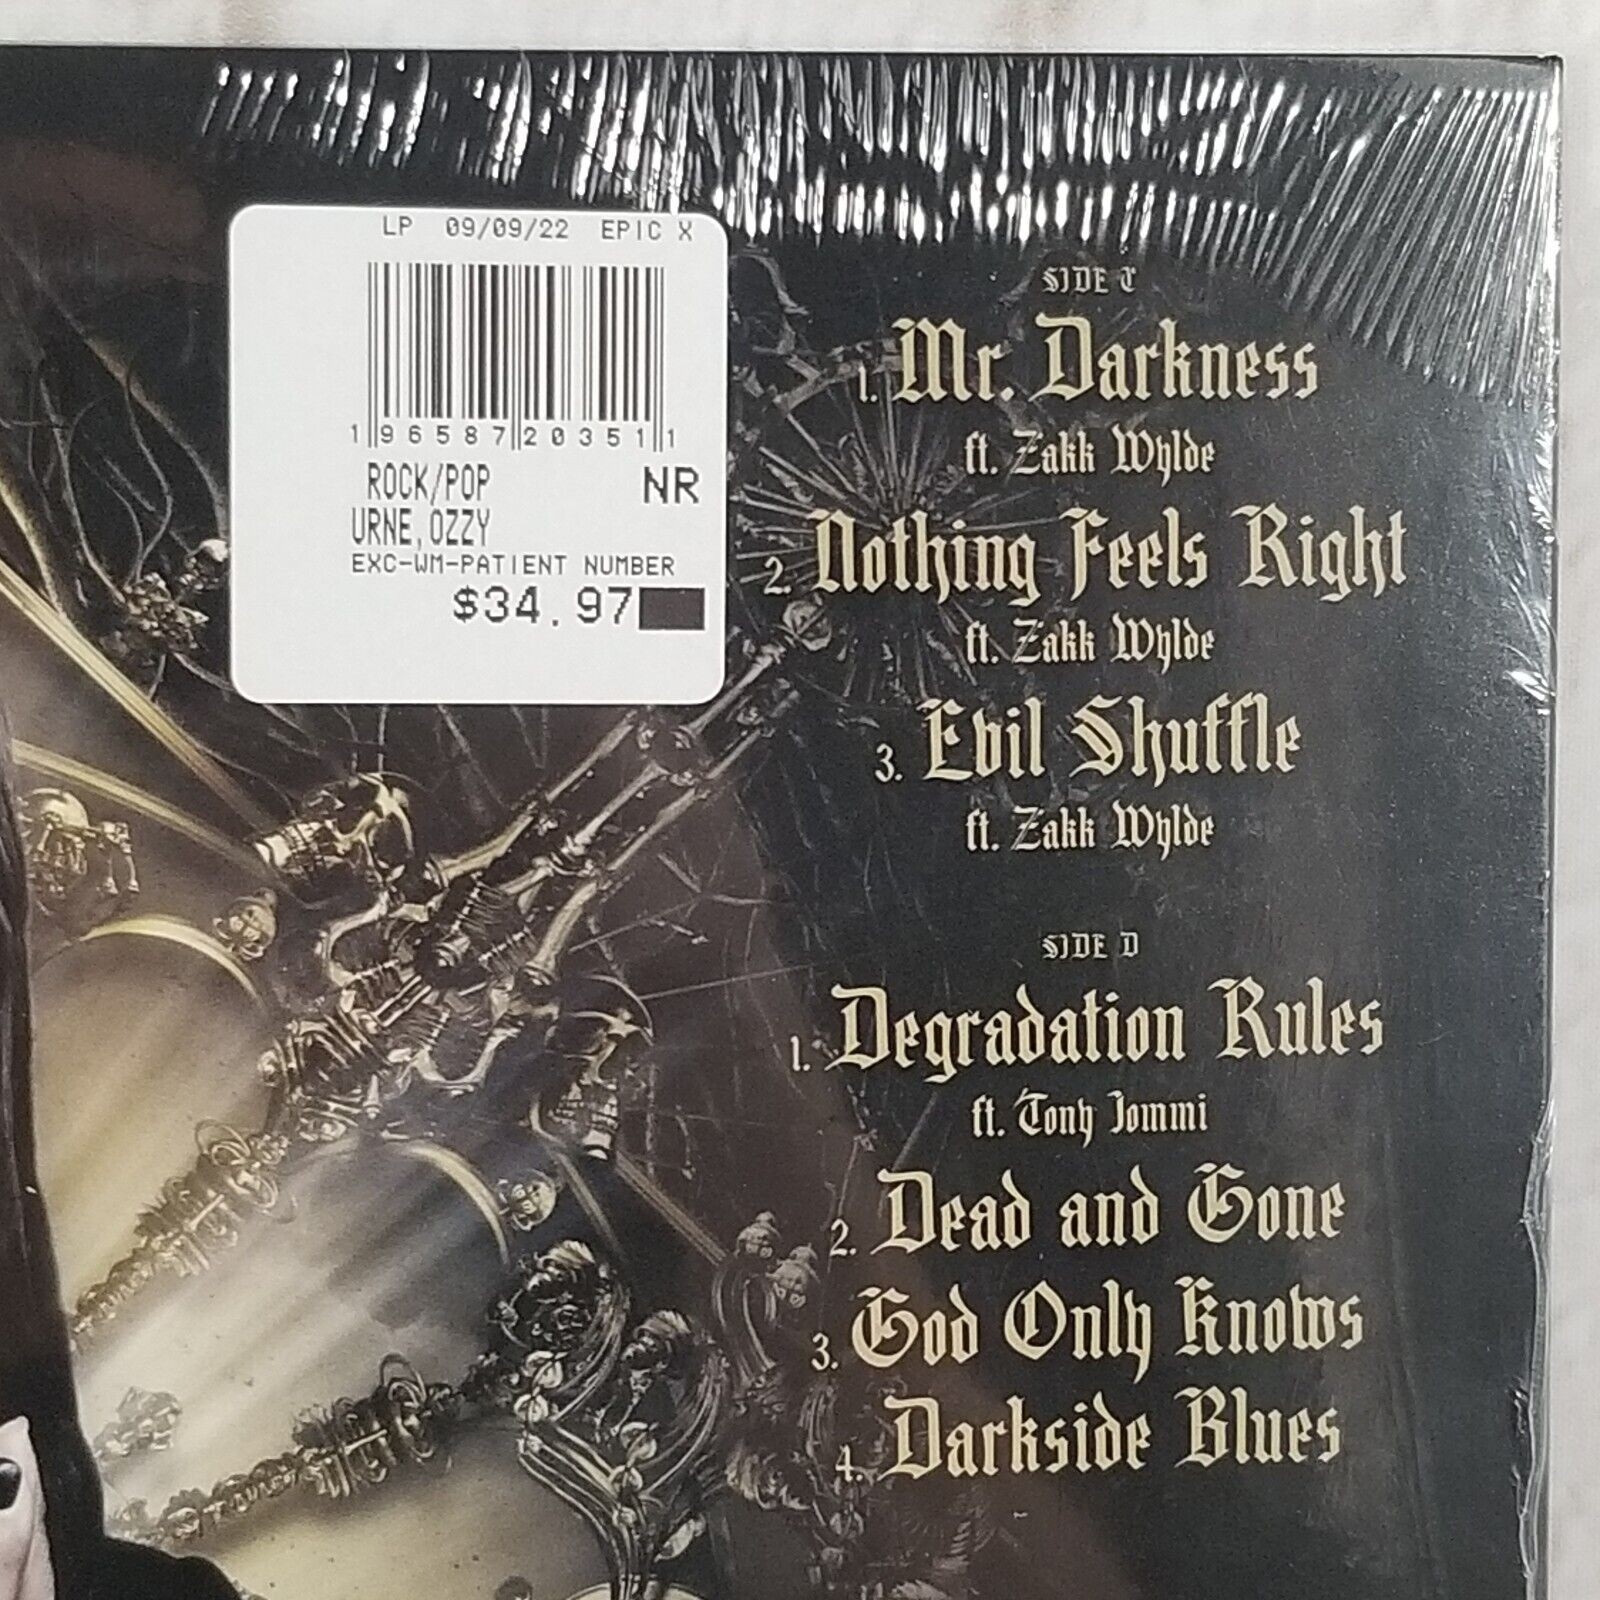 LP 09/09/22 EPIC X
1 96587 20351 1
ROCK/POP NR
URNE,OZZY
EXC-WM-PATIENT NUMBER
$34.97
SIDE C
1. Mr. Darkness
ft. Zakk Wylde
2. Nothing Feels Right
ft. Zakk Wylde
3. Evil Shuffle
ft. Zakk Wylde
SIDE D
1. Degradation Rules
ft. Tony Iommi
2. Dead and Gone
3. God Only Knows
4. Darkside Blues